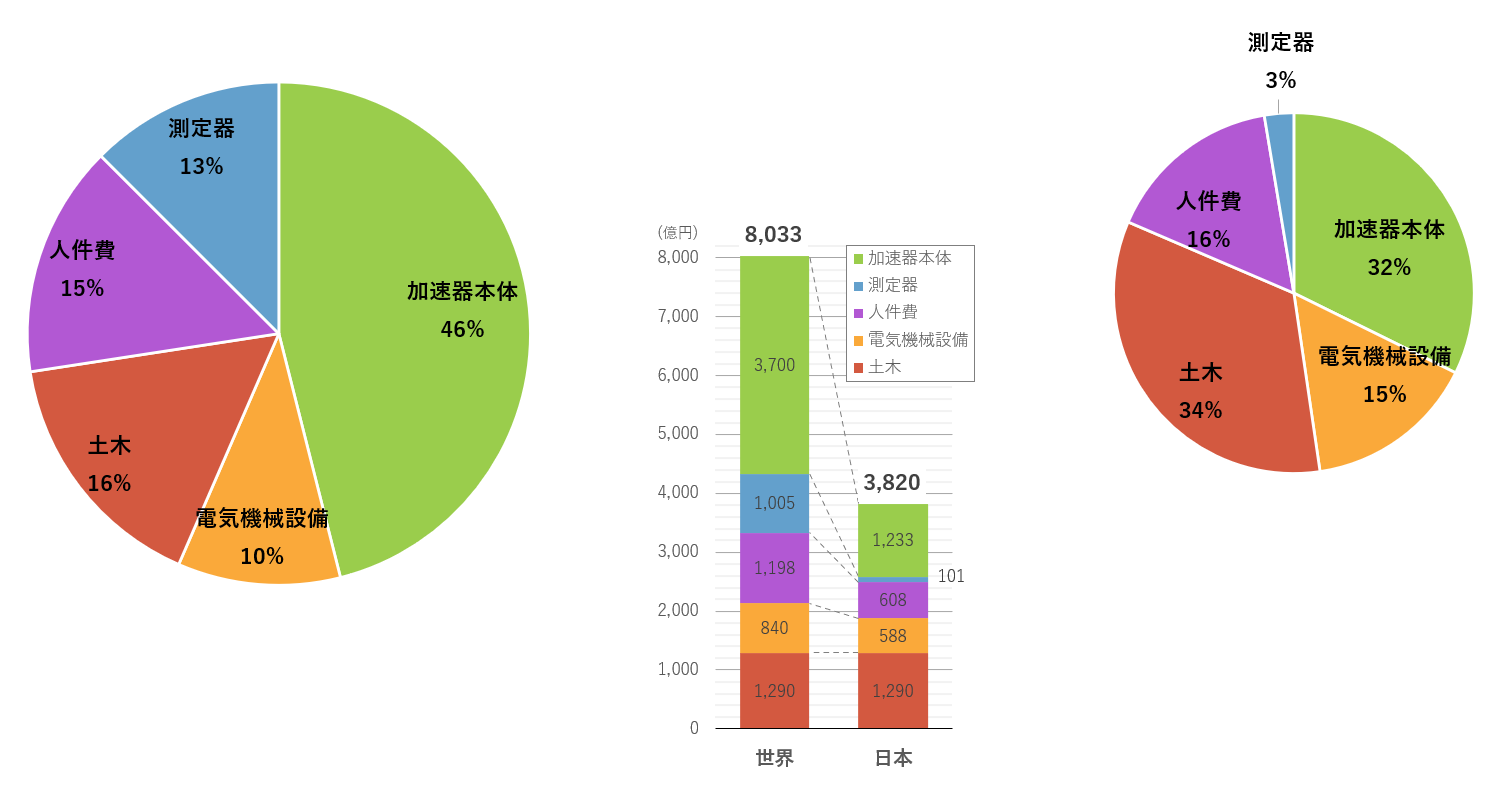 測定器
13%
人件費
15%
加速器本体
46%
土木
16%
電気機械設備
10%
(億円)
8,000
7,000
6,000
5,000
4,000
3,000
2,000
1,000
0
8,033
3,700
1,005
1,198
840
1,290
世界
3,820
1,233
101
608
588
1,290
日本
加速器本体
測定器
人件費
電気機械設備
土木
測定器
3%
人件費
16%
加速器本体
32%
電気機械設備
15%
土木
34%